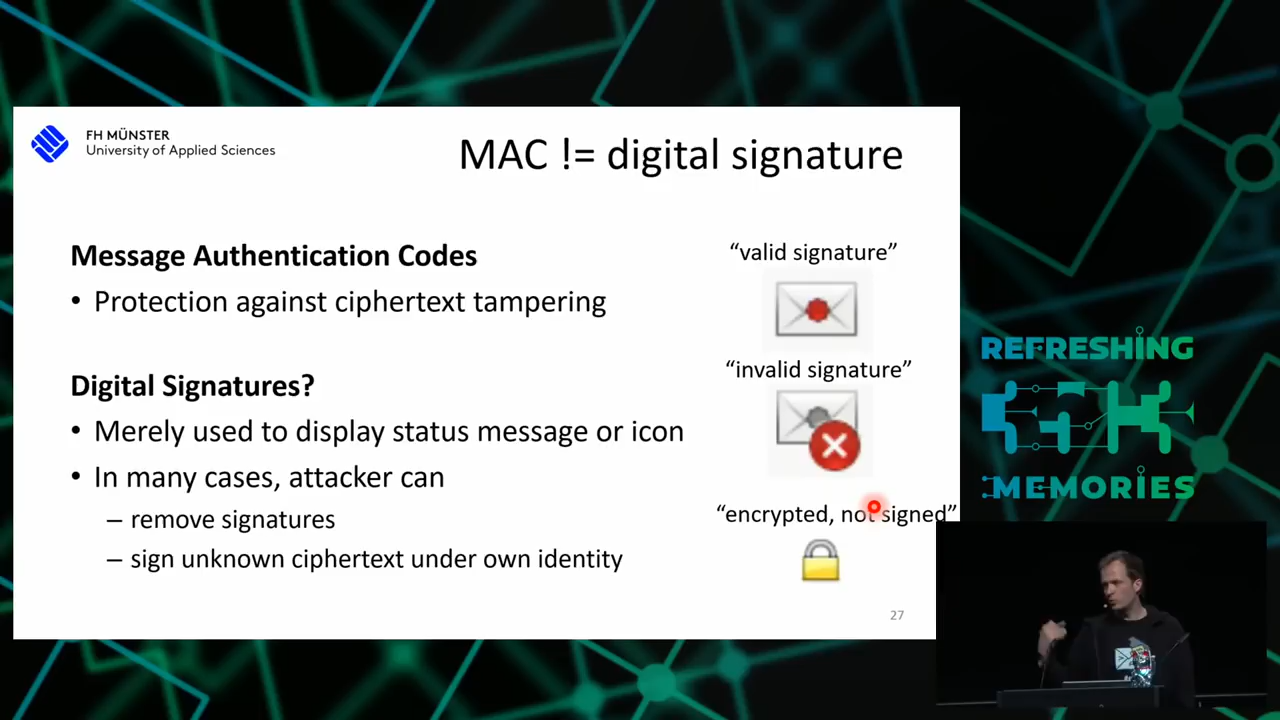 FH MÜNSTER
University of Applied Sciences
MAC != digital signature
Message Authentication Codes
• Protection against ciphertext tampering
Digital Signatures?
• Merely used to display status message or icon
• In many cases, attacker can
– remove signatures
– sign unknown ciphertext under own identity
“valid signature”
“invalid signature”
“encrypted, not signed”
27
REFRESHING
MEMORIES